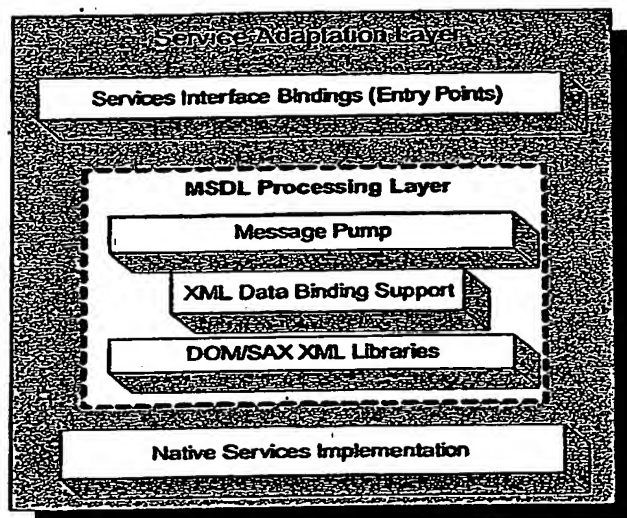 Service Adaptation Layer
Services Interface Bindings (Entry Points)
MSDL Processing Layer
Message Pump
XML Data Binding Support
DOM/SAX XML Libraries
Native Services Implementation